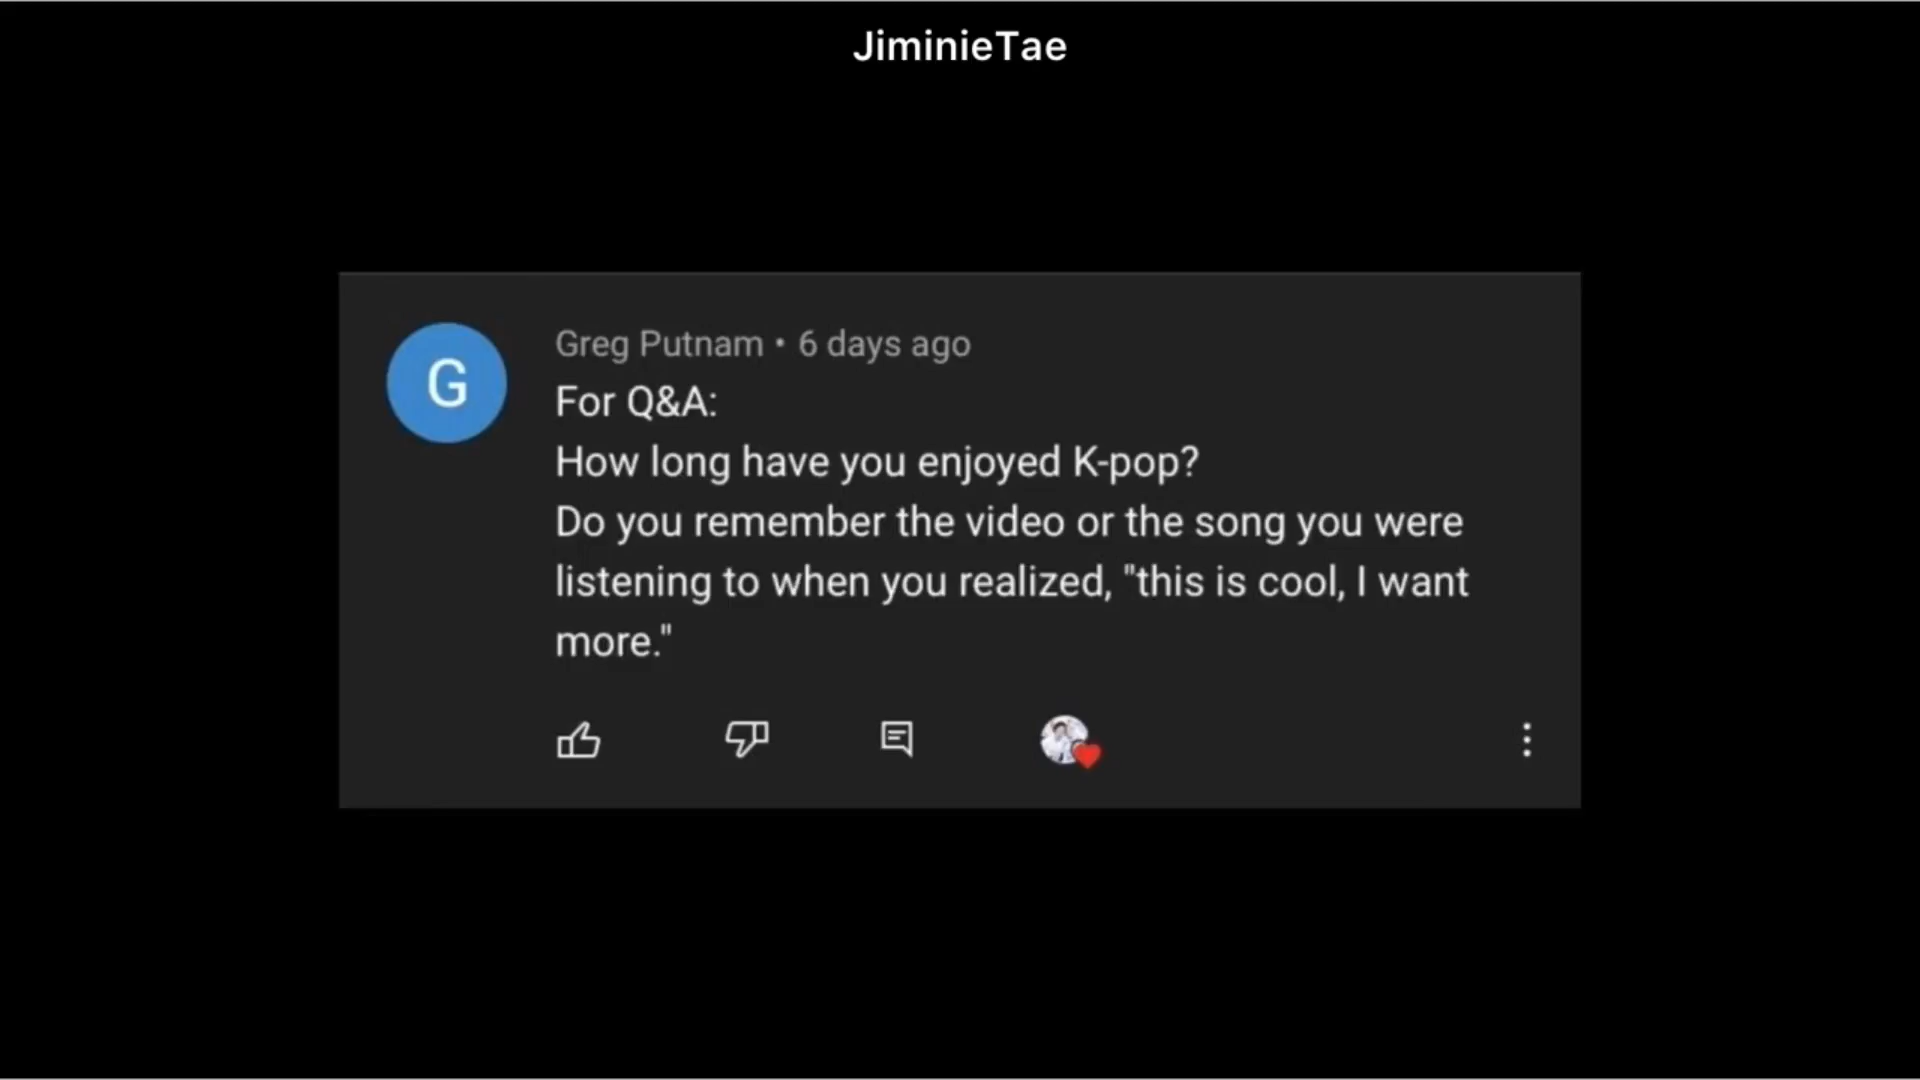 JiminieTae
G
Greg Putnam • 6 days ago
For Q&A:
How long have you enjoyed K-pop?
Do you remember the video or the song you were
listening to when you realized, "this is cool, I want
more."